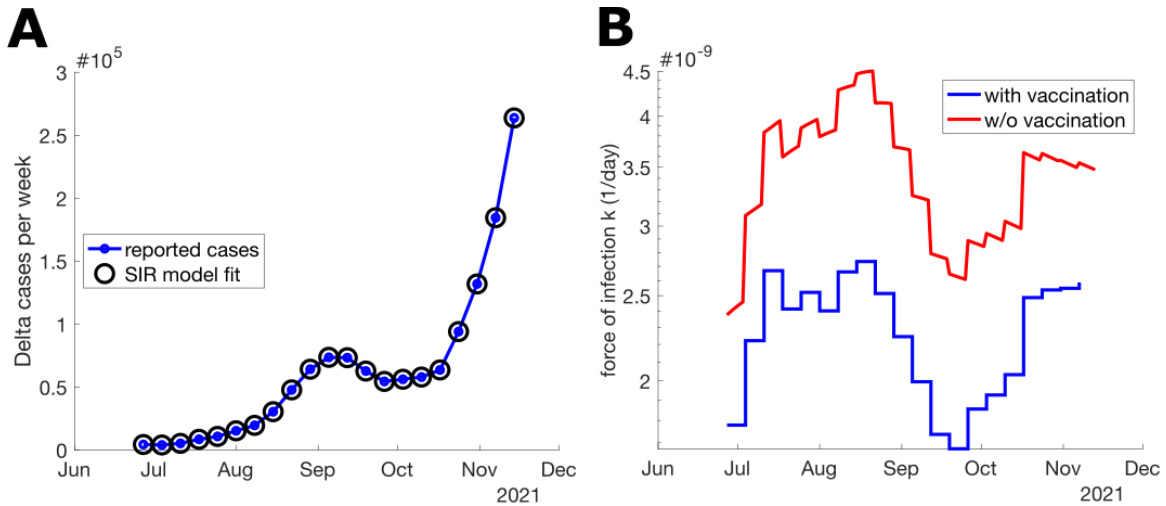 A
#10^5
3
2.5
2
1.5
1
0.5
0
Delta cases per week
reported cases
SIR model fit
Jun Jul Aug Sep Oct Nov Dec
2021
B
#10^-9
4.5
4
3.5
3
2.5
2
force of infection k (1/day)
with vaccination
w/o vaccination
Jun Jul Aug Sep Oct Nov Dec
2021